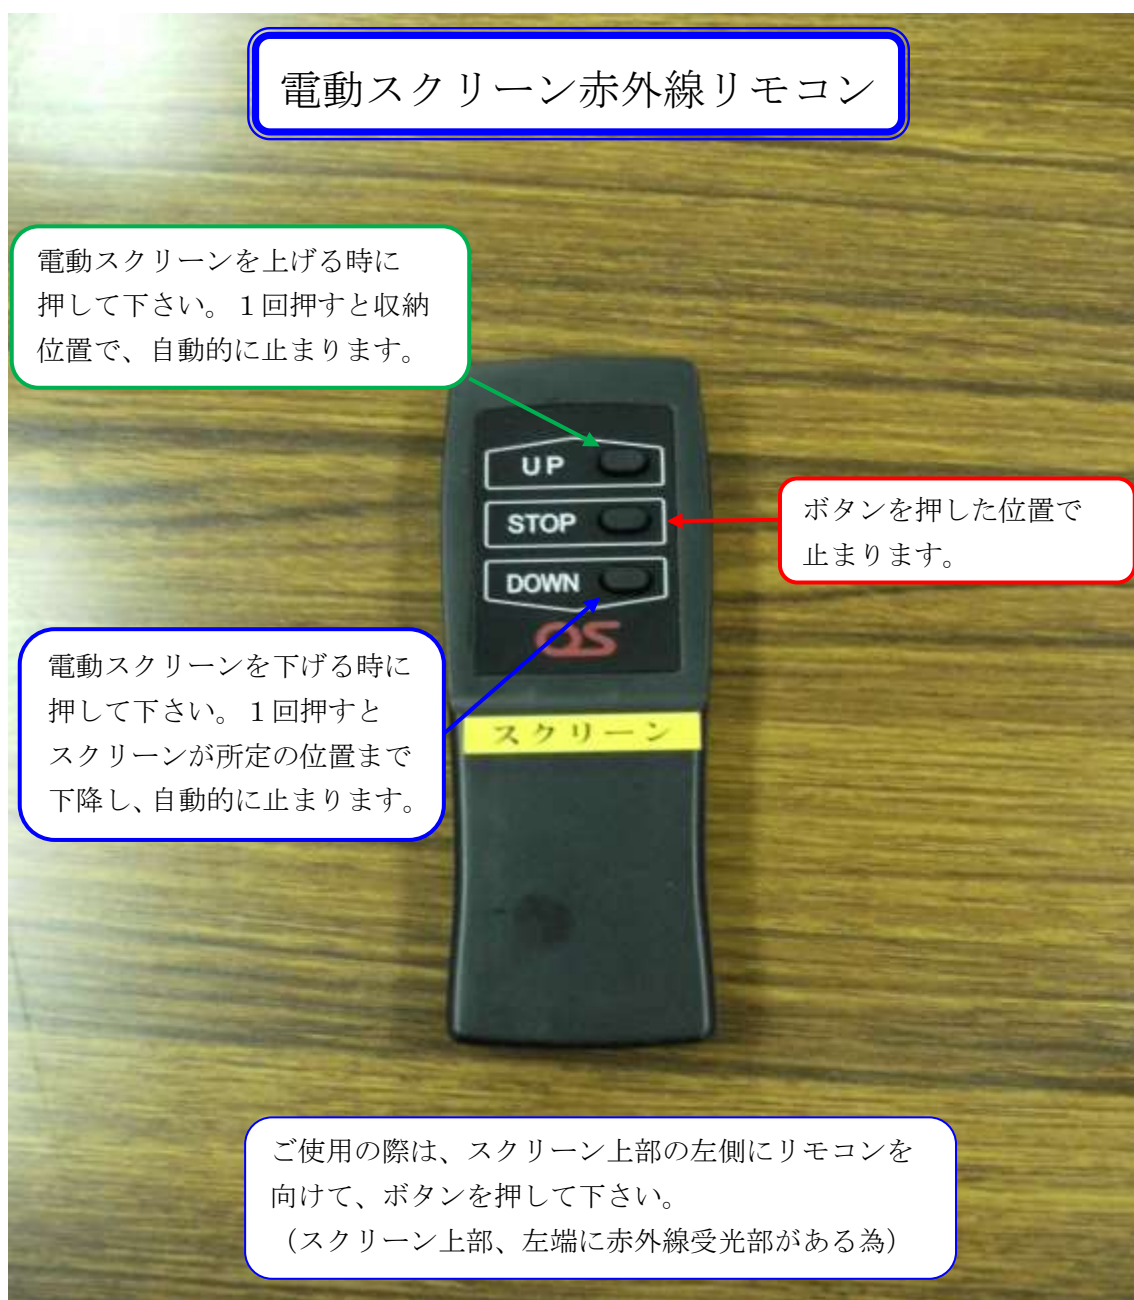 電動スクリーン赤外線リモコン
電動スクリーンを上げる時に
押して下さい。１回押すと収納
位置で、自動的に止まります。
UP
STOP
DOWN
OS
ボタンを押した位置で
止まります。
電動スクリーンを下げる時に
押して下さい。１回押すと
スクリーンが所定の位置まで
下降し、自動的に止まります。
スクリーン
ご使用の際は、スクリーン上部の左側にリモコンを
向けて、ボタンを押して下さい。
（スクリーン上部、左端に赤外線受光部がある為）